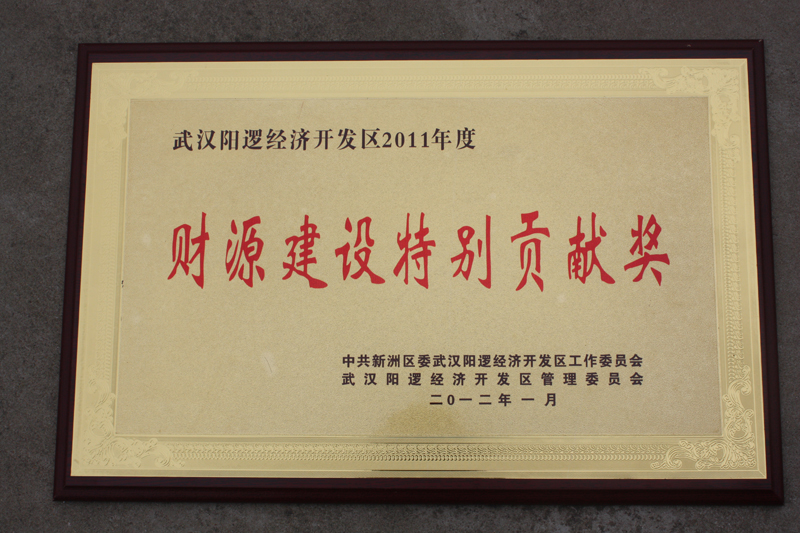 武汉阳逻经济开发区2011年度
财源建设特别贡献奖
中共新洲区委武汉阳逻经济开发区工作委员会
武汉阳逻经济开发区管理委员会
二0一二年一月